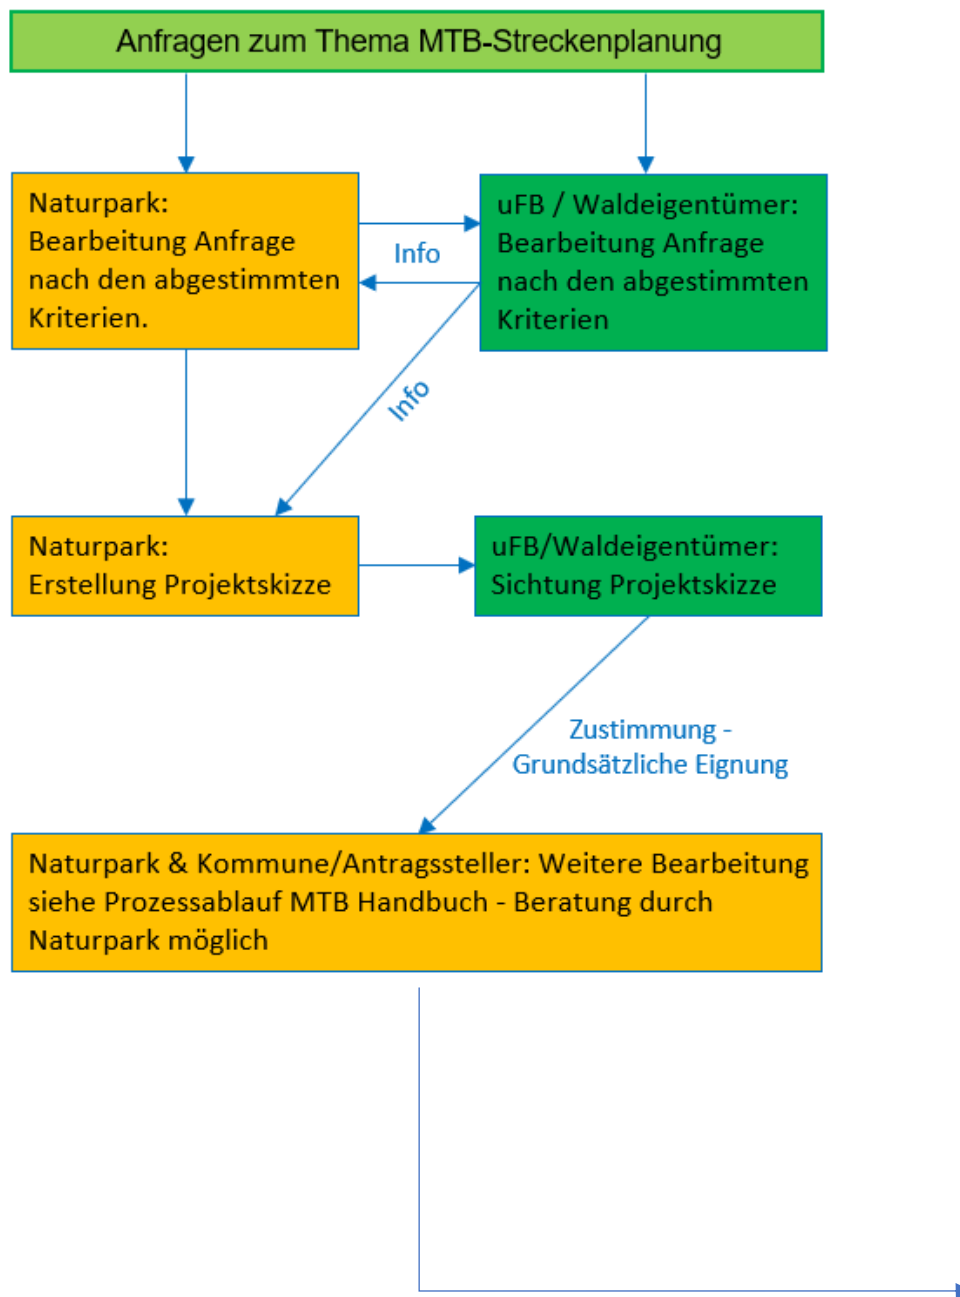 Anfragen zum Thema MTB-Streckenplanung
Naturpark:
Bearbeitung Anfrage
nach den abgestimmten
Kriterien.
Info
uFB / Waldeigentümer:
Bearbeitung Anfrage
nach den abgestimmten
Kriterien
Info
Naturpark:
Erstellung Projektskizze
uFB/Waldeigentümer:
Sichtung Projektskizze
Zustimmung -
Grundsätzliche Eignung
Naturpark & Kommune/Antragssteller: Weitere Bearbeitung
siehe Prozessablauf MTB Handbuch - Beratung durch
Naturpark möglich